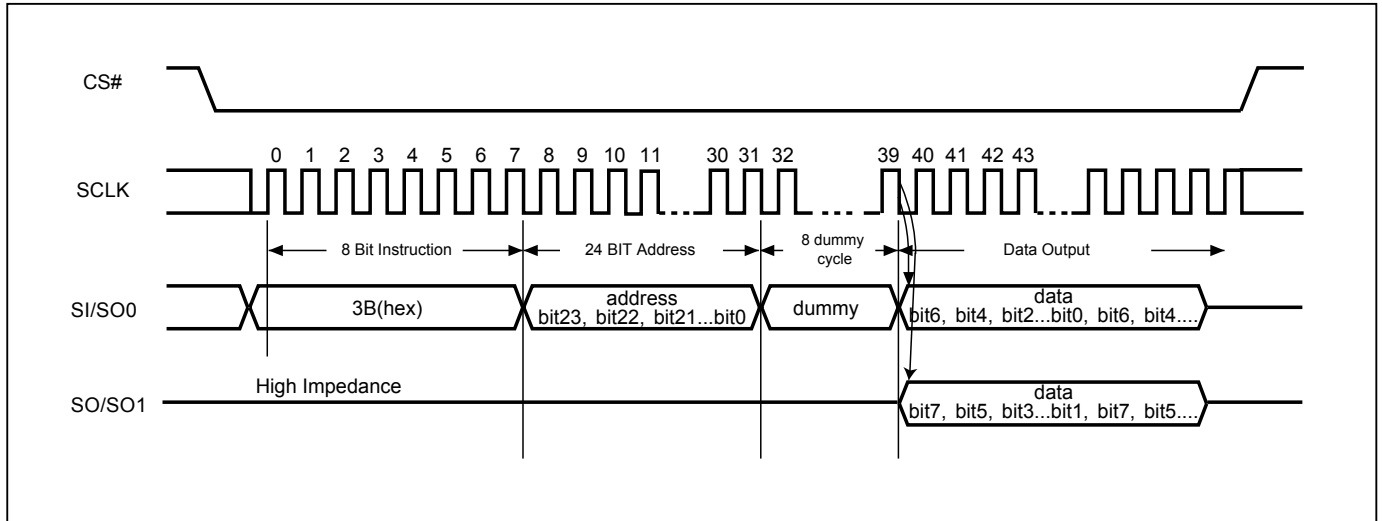 CS#
0 1 2 3 4 5 6 7 8 9 10 11 30 31 32 39 40 41 42 43
SCLK
8 Bit Instruction 24 BIT Address 8 dummy cycle Data Output
SI/SO0
3B(hex)
address
bit23, bit22, bit21...bit0
dummy
data
bit6, bit4, bit2...bit0, bit6, bit4....
High Impedance
SO/SO1
data
bit7, bit5, bit3...bit1, bit7, bit5....